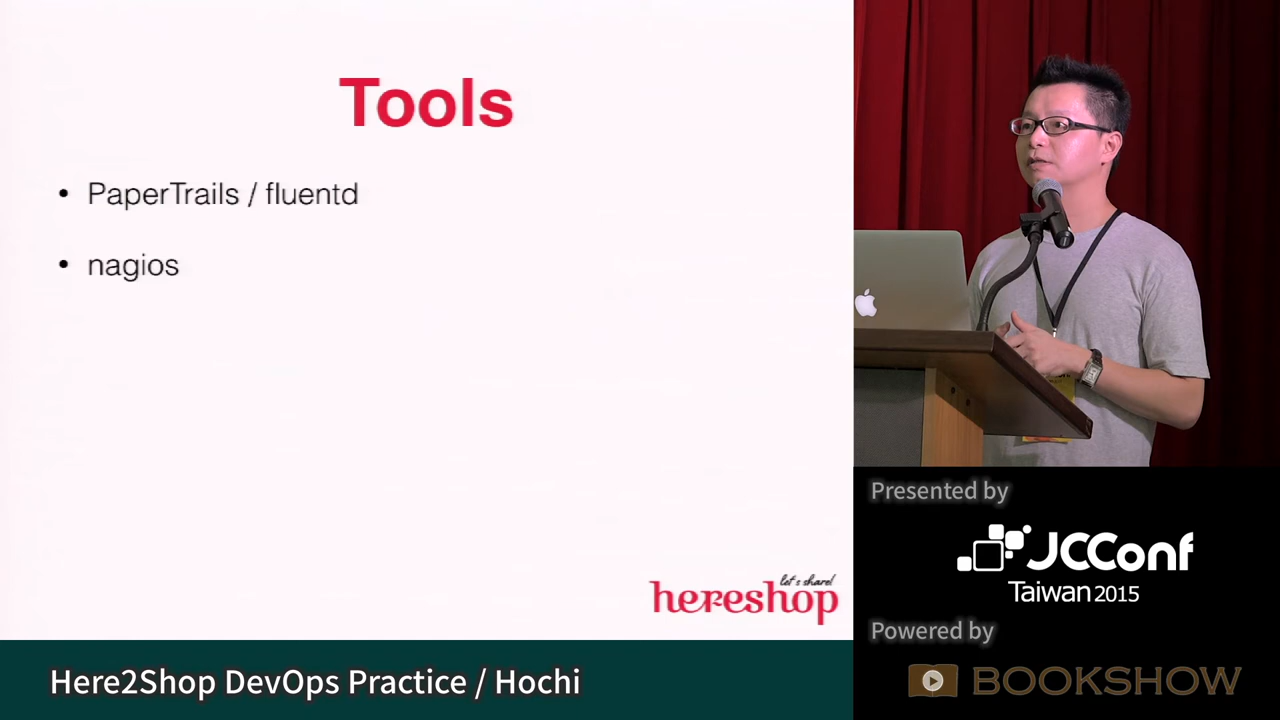 Tools
• PaperTrails / fluentd
• nagios
let's share!
hereshop
Here2Shop DevOps Practice / Hochi
Presented by
JCConf
Taiwan 2015
Powered by
BOOKSHOW